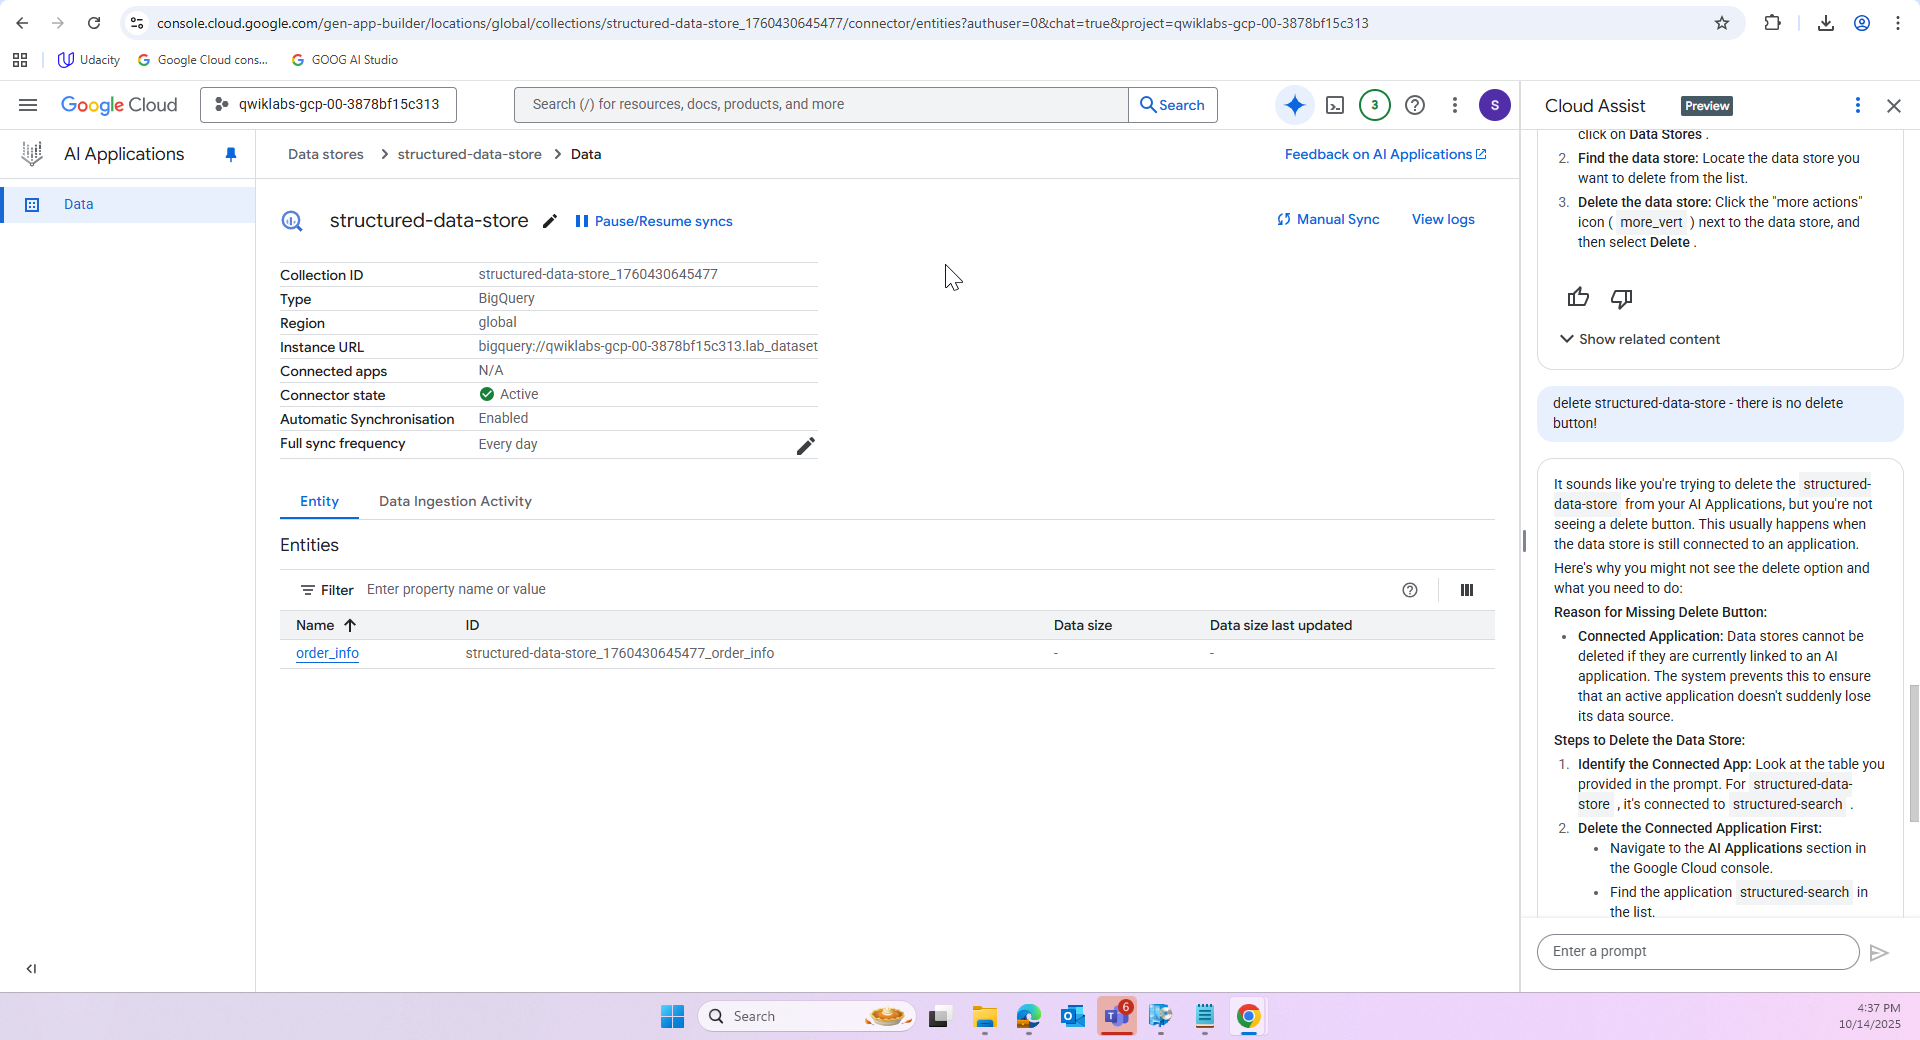 console.cloud.google.com/gen-app-builder/locations/global/collections/structured-data-store_1760430645477/connector/entities?authuser=0&chat=true&project=qwiklabs-gcp-00-3878bf15c313
Udacity
Google Cloud cons...
GOOG AI Studio
Google Cloud
qwiklabs-gcp-00-3878bf15c313
Search (/) for resources, docs, products, and more
Search
3
S
AI Applications
Data
Data stores > structured-data-store > Data
Feedback on AI Applications
structured-data-store
Pause/Resume syncs
Manual Sync
View logs
Collection ID structured-data-store_1760430645477
Type BigQuery
Region global
Instance URL bigquery://qwiklabs-gcp-00-3878bf15c313.lab_dataset
Connected apps N/A
Connector state Active
Automatic Synchronisation Enabled
Full sync frequency Every day
Entity
Data Ingestion Activity
Entities
Filter Enter property name or value
Name ID Data size Data size last updated
order_info structured-data-store_1760430645477_order_info - -
Cloud Assist Preview
click on Data Stores .
2. Find the data store: Locate the data store you
want to delete from the list.
3. Delete the data store: Click the "more actions"
icon ( more_vert ) next to the data store, and
then select Delete .
Show related content
delete structured-data-store - there is no delete
button!
It sounds like you're trying to delete the structured-
data-store from your AI Applications, but you're not
seeing a delete button. This usually happens when
the data store is still connected to an application.
Here's why you might not see the delete option and
what you need to do:
Reason for Missing Delete Button:
• Connected Application: Data stores cannot be
deleted if they are currently linked to an AI
application. The system prevents this to ensure
that an active application doesn't suddenly lose
its data source.
Steps to Delete the Data Store:
1. Identify the Connected App: Look at the table you
provided in the prompt. For structured-data-
store , it's connected to structured-search .
2. Delete the Connected Application First:
• Navigate to the AI Applications section in
the Google Cloud console.
• Find the application structured-search in
the list.
Enter a prompt
Search
6
4:37 PM
10/14/2025